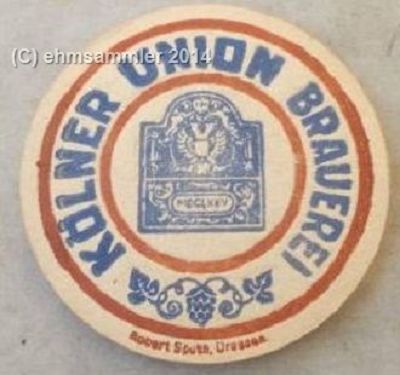 (C) ehmsammler 2014
KÖLNER UNION BRAUEREI
Robert Sputh, Dresden.